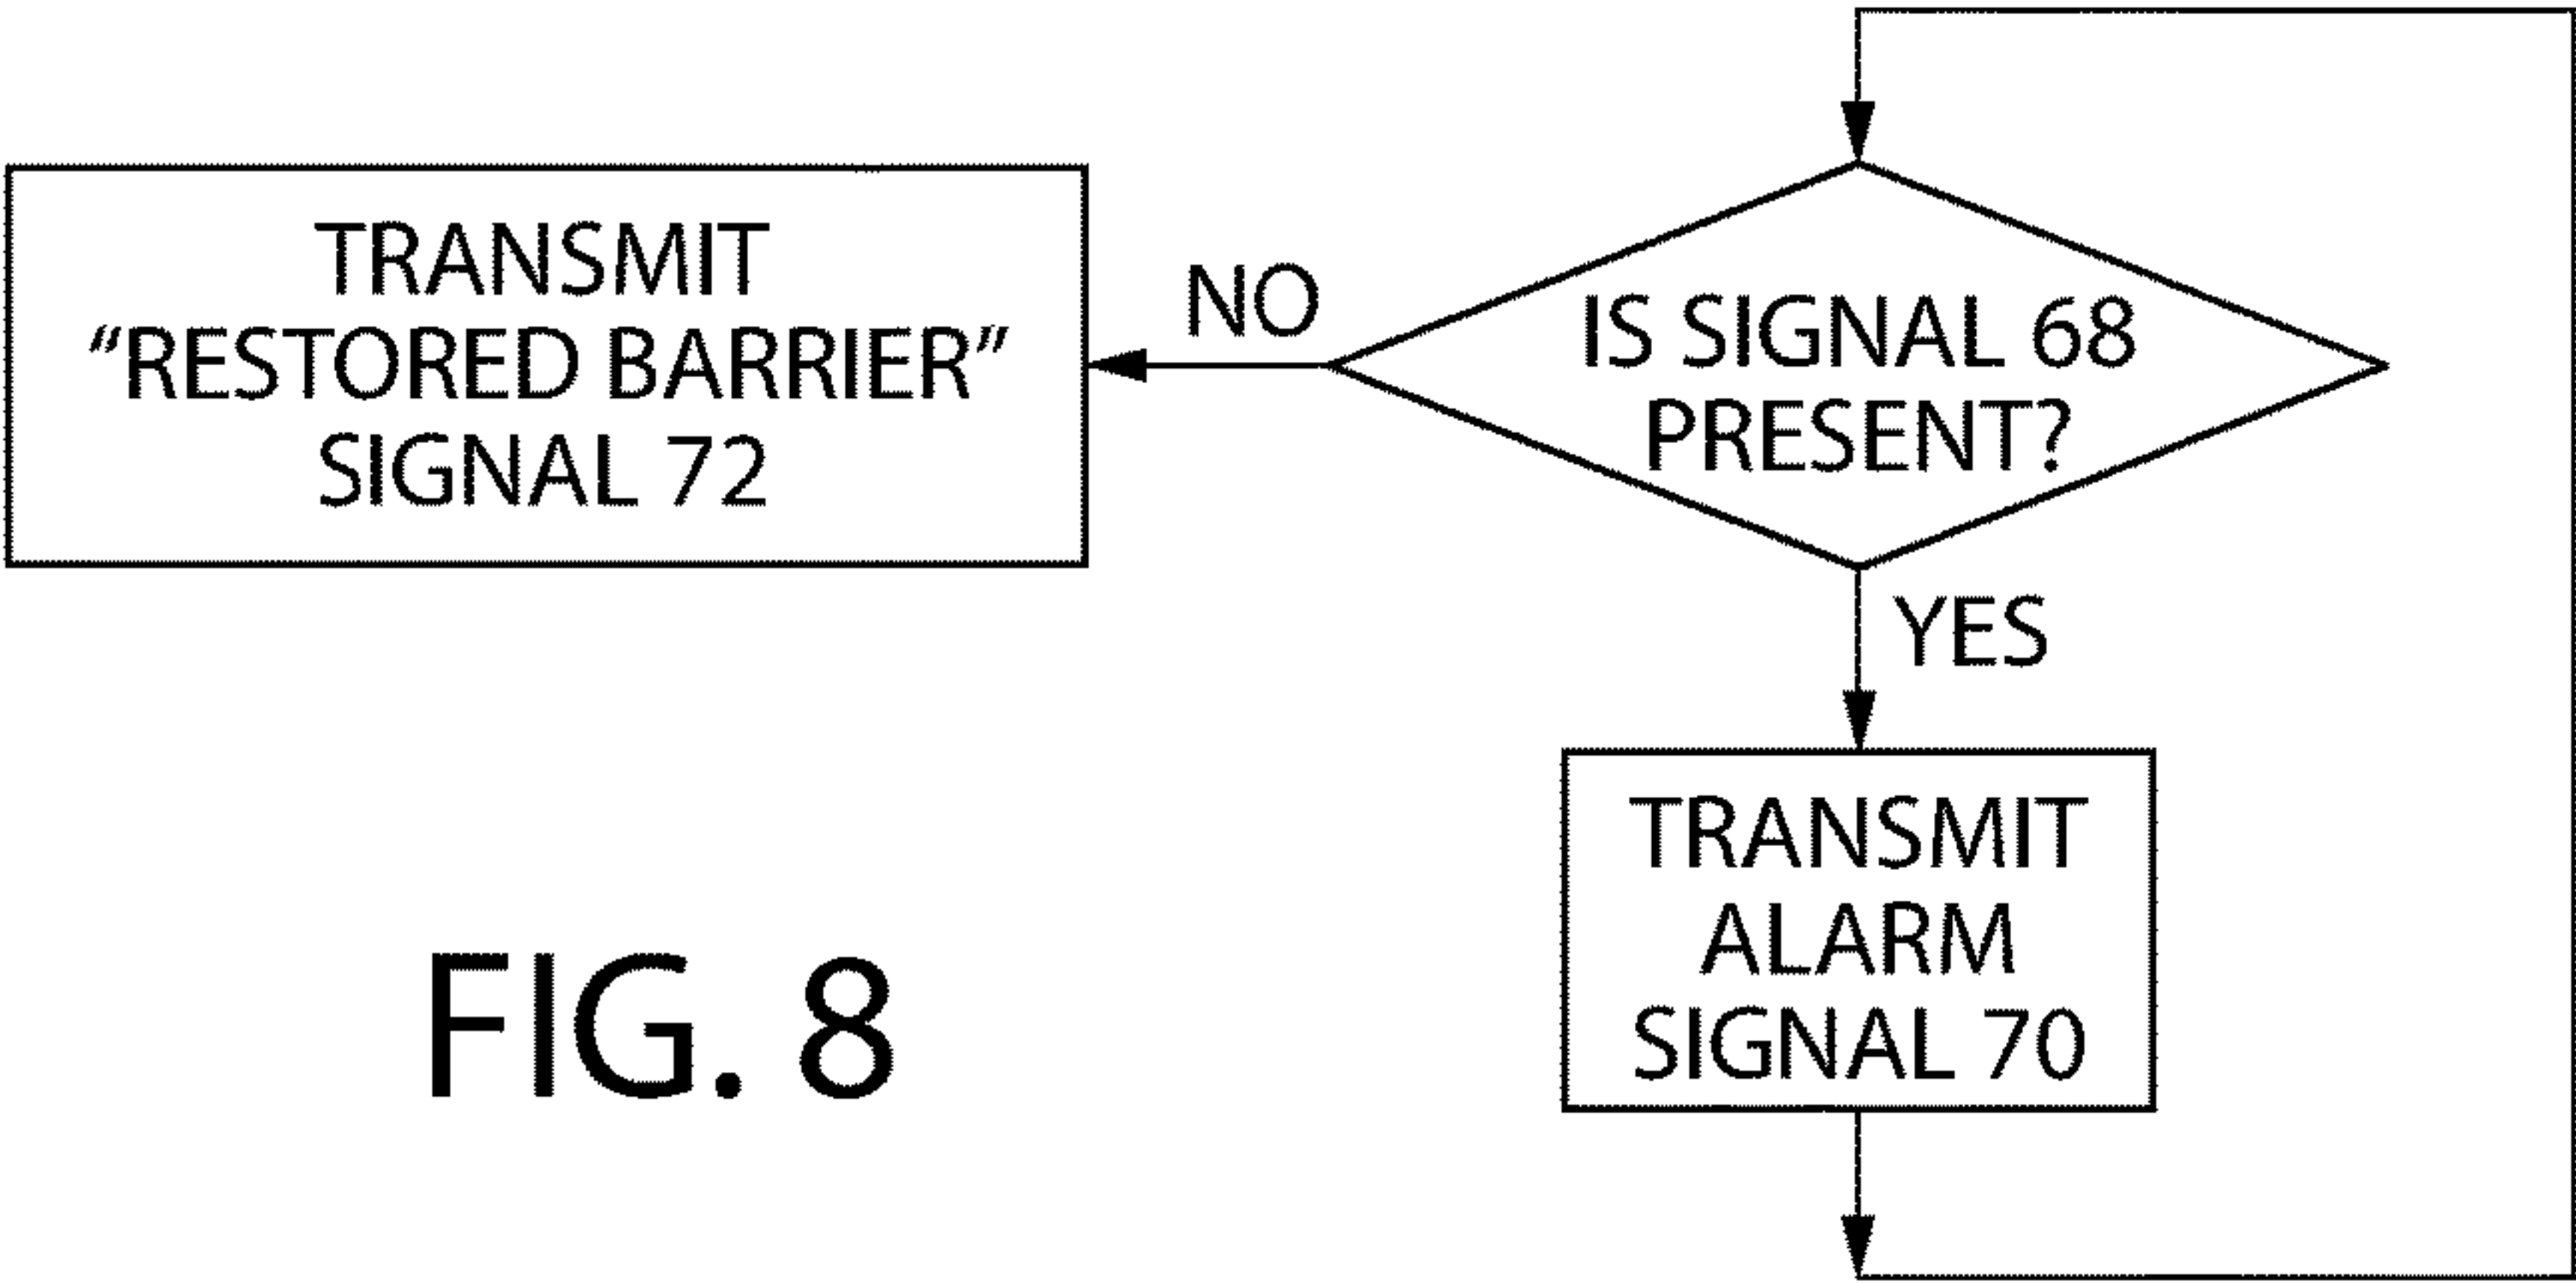 TRANSMIT
“RESTORED BARRIER”
SIGNAL 72
NO
IS SIGNAL 68
PRESENT?
YES
TRANSMIT
ALARM
SIGNAL 70
FIG. 8